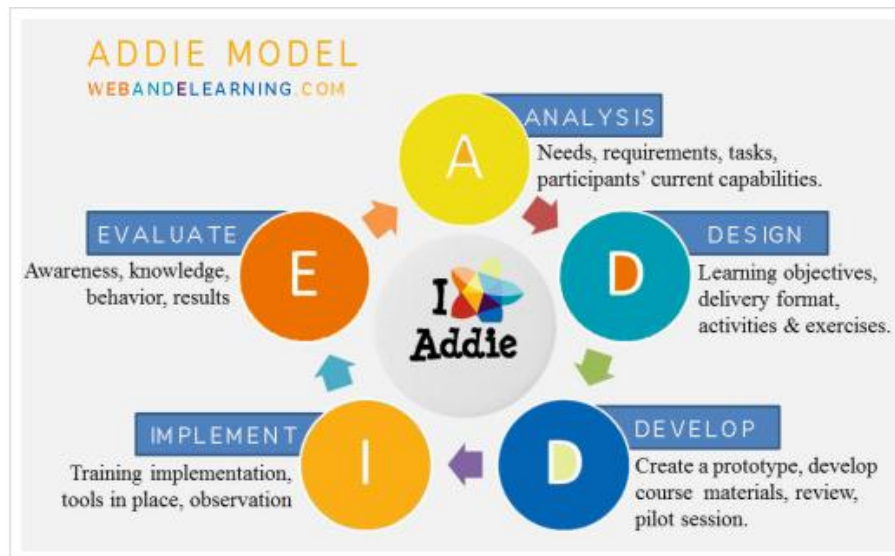 ADDIE MODEL
WEBANDELEARNING.COM
A
ANALYSIS
Needs, requirements, tasks,
participants' current capabilities.
D
DESIGN
Learning objectives,
delivery format,
activities & exercises.
D
DEVELOP
Create a prototype, develop
course materials, review,
pilot session.
I
IMPLEMENT
Training implementation,
tools in place, observation
E
EVALUATE
Awareness, knowledge,
behavior, results
I
Addie